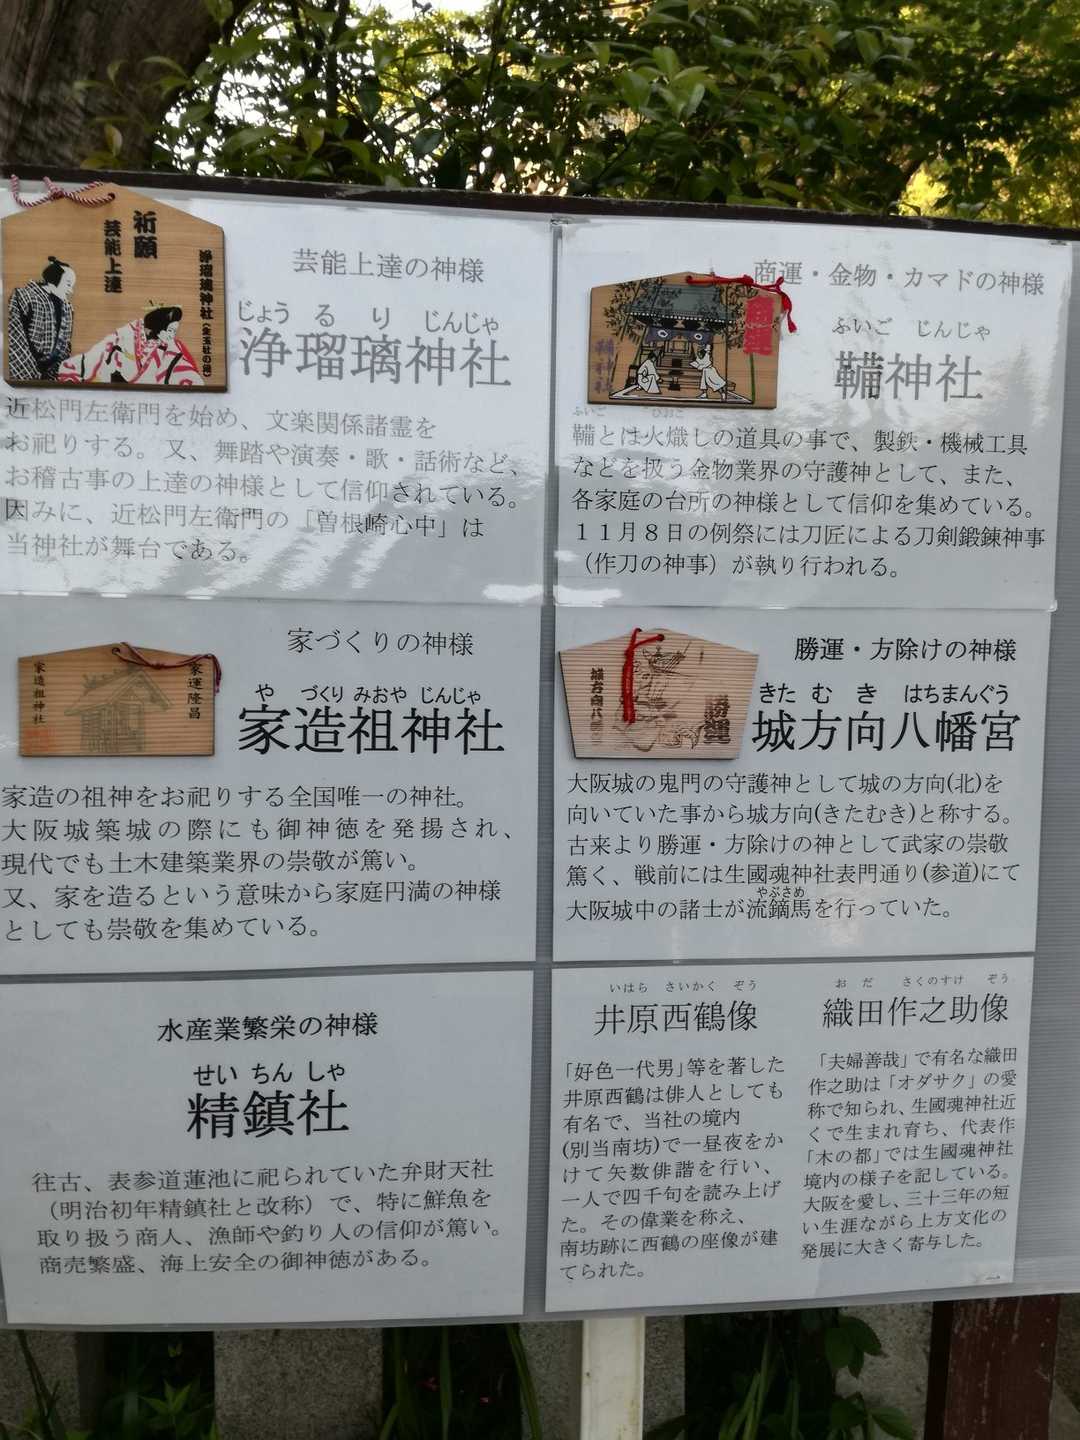 祈願
芸能上達
浄瑠璃神社
芸能上達の神様
じょう る り じんじゃ
浄瑠璃神社
近松門左衛門を始め、文楽関係諸霊を
お祀りする。又、舞踏や演奏・歌・話術など、
お稽古事の上達の神様として信仰されている。
因みに、近松門左衛門の「曽根崎心中」は
当神社が舞台である。
商運・金物・カマドの神様
ふいご じんじゃ
鞴神社
ふいご ひおこ
鞴とは火熾しの道具の事で、製鉄・機械工具
などを扱う金物業界の守護神として、また、
各家庭の台所の神様として信仰を集めている。
11月8日の例祭には刀匠による刀剣鍛錬神事
（作刀の神事）が執り行われる。
家運隆昌
家造祖神社
家づくりの神様
や づくり みおや じんじゃ
家造祖神社
家造の祖神をお祀りする全国唯一の神社。
大阪城築城の際にも御神徳を発揚され、
現代でも土木建築業界の崇敬が篤い。
又、家を造るという意味から家庭円満の神様
としても崇敬を集めている。
勝運
勝運・方除けの神様
きた む き はちまんぐう
城方向八幡宮
大阪城の鬼門の守護神として城の方向(北)を
向いていた事から城方向(きたむき)と称する。
古来より勝運・方除けの神として武家の崇敬
篤く、戦前には生國魂神社表門通り(参道)にて
やぶさめ
大阪城中の諸士が流鏑馬を行っていた。
水産業繁栄の神様
せい ちん しゃ
精鎮社
往古、表参道蓮池に祀られていた弁財天社
（明治初年精鎮社と改称）で、特に鮮魚を
取り扱う商人、漁師や釣り人の信仰が篤い。
商売繁盛、海上安全の御神徳がある。
いはら さいかく ぞう
井原西鶴像
「好色一代男」等を著した
井原西鶴は俳人としても
有名で、当社の境内
(別当南坊)で一昼夜をか
けて矢数俳諧を行い、
一人で四千句を読み上げ
た。その偉業を称え、
南坊跡に西鶴の座像が建
てられた。
おだ さくのすけ ぞう
織田作之助像
「夫婦善哉」で有名な織田
作之助は「オダサク」の愛
称で知られ、生國魂神社近
くで生まれ育ち、代表作
「木の都」では生國魂神社
境内の様子を記している。
大阪を愛し、三十三年の短
い生涯ながら上方文化の
発展に大きく寄与した。